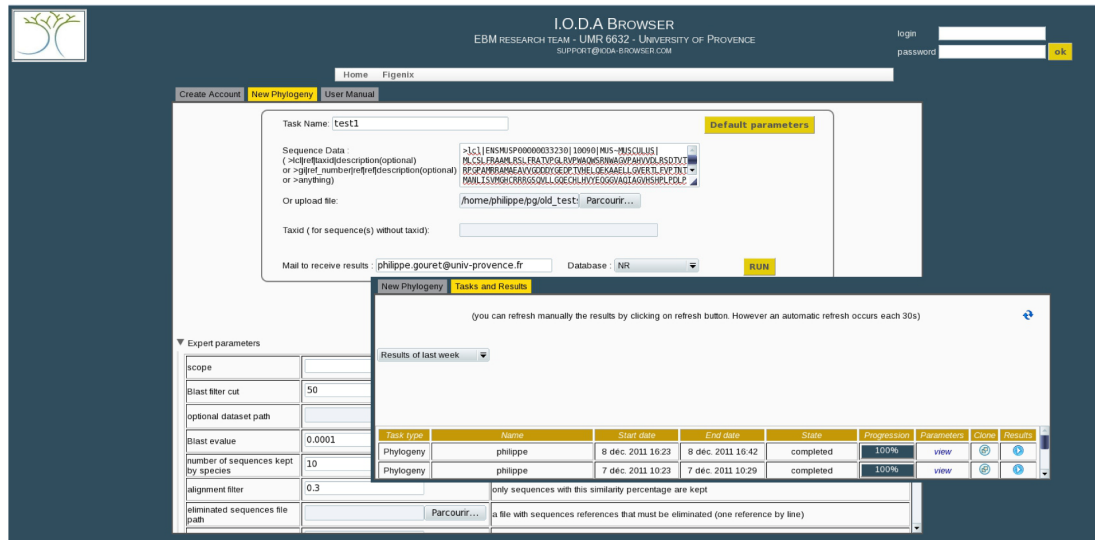 I.O.D.A BROWSER
EBM RESEARCH TEAM - UMR 6632 - UNIVERSITY OF PROVENCE
SUPPORT@IODA-BROWSER.COM
login
password
ok
Home Figenix
Create Account New Phylogeny User Manual
Task Name: test1
Default parameters
Sequence Data :
( >lcl|ref|taxid|description(optional)
or >gi|ref_number|ref|ref|description(optional)
or >anything)
>lcl|ENSMUSP00000033230|10090|MUS-MUSCULUS|
MLCSLFRAAMLRSLFRATVPGLRVPWAQWSRNWAGVPAHVVDLRSDTVT
RPGPAMRRAMAEAVVGDDDYGEDPTVHELQEKAAELLGVERTLFVPTNT
MANLISVMGHCRRRGSQVLLGQECHLHVYEQGGVAQIAGVHSHPLPDLP
Or upload file:
/home/philippe/pg/old_tests
Parcourir...
Taxid ( for sequence(s) without taxid):
Mail to receive results : philippe.gouret@univ-provence.fr
Database : NR
RUN
New Phylogeny Tasks and Results
(you can refresh manually the results by clicking on refresh button. However an automatic refresh occurs each 30s)
Results of last week
Task type Name Start date End date State Progression Parameters Clone Results
Phylogeny philippe 8 déc. 2011 16:23 8 déc. 2011 16:42 completed 100% view
Phylogeny philippe 7 déc. 2011 10:23 7 déc. 2011 10:29 completed 100% view
Expert parameters
scope
Blast filter cut 50
optional dataset path
Blast evalue 0.0001
number of sequences kept
by species 10
alignment filter 0.3 only sequences with this similarity percentage are kept
eliminated sequences file
path Parcourir... a file with sequences references that must be eliminated (one reference by line)